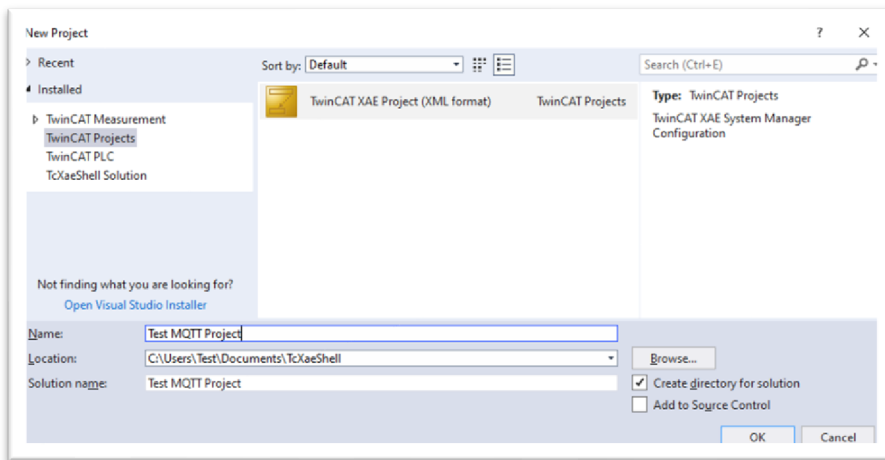 New Project
? ×
Recent
Installed
TwinCAT Measurement
TwinCAT Projects
TwinCAT PLC
TcXaeShell Solution
Not finding what you are looking for?
Open Visual Studio Installer
Sort by: Default
TwinCAT XAE Project (XML format) TwinCAT Projects
Search (Ctrl+E)
Type: TwinCAT Projects
TwinCAT XAE System Manager
Configuration
Name: Test MQTT Project
Location: C:\Users\Test\Documents\TcXaeShell
Browse...
Solution name: Test MQTT Project
Create directory for solution
Add to Source Control
OK Cancel